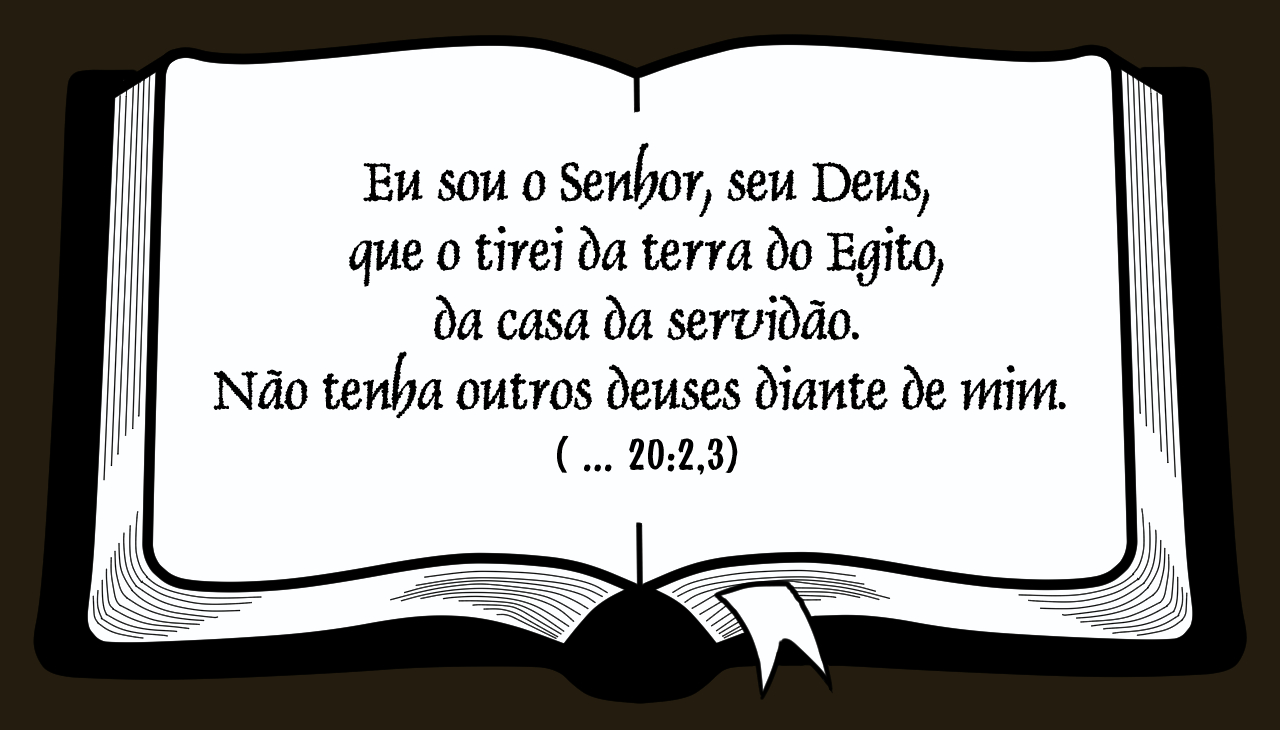 Eu sou o Senhor, seu Deus,
que o tirei da terra do Egito,
da casa da servidão.
Não tenha outros deuses diante de mim.
( ... 20:2,3)